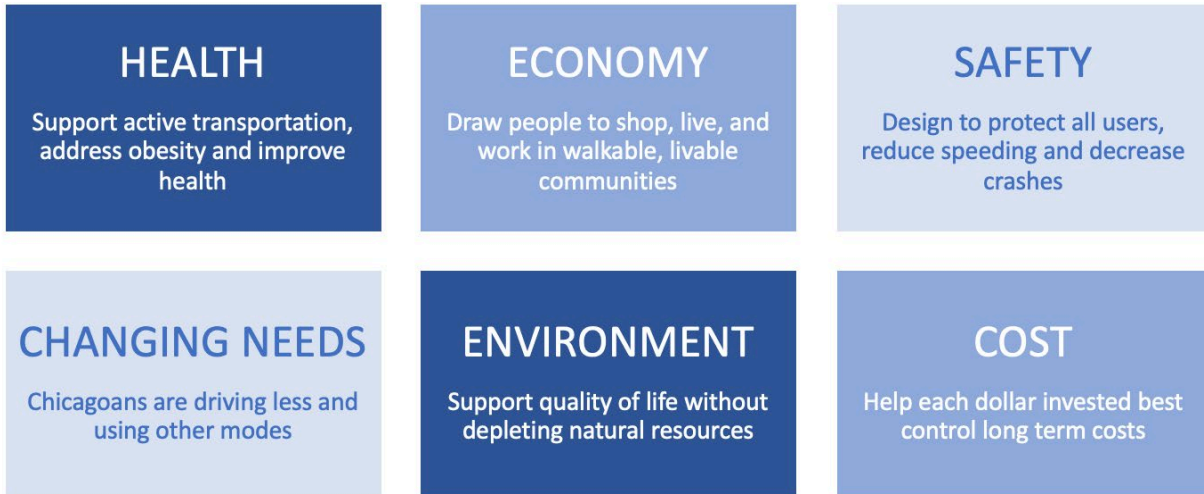 HEALTH
Support active transportation,
address obesity and improve
health
ECONOMY
Draw people to shop, live, and
work in walkable, livable
communities
SAFETY
Design to protect all users,
reduce speeding and decrease
crashes
CHANGING NEEDS
Chicagoans are driving less and
using other modes
ENVIRONMENT
Support quality of life without
depleting natural resources
COST
Help each dollar invested best
control long term costs